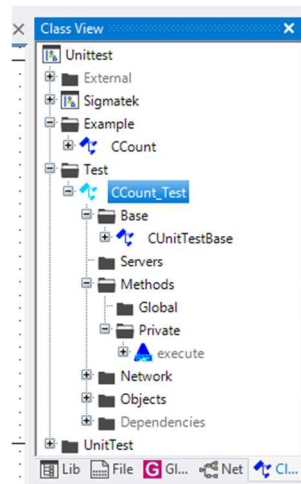 Class View
Unittest
External
Sigmatek
Example
CCount
Test
CCount_Test
Base
CUnitTestBase
Servers
Methods
Global
Private
execute
Network
Objects
Dependencies
UnitTest
Lib File Gl... Net Cl...